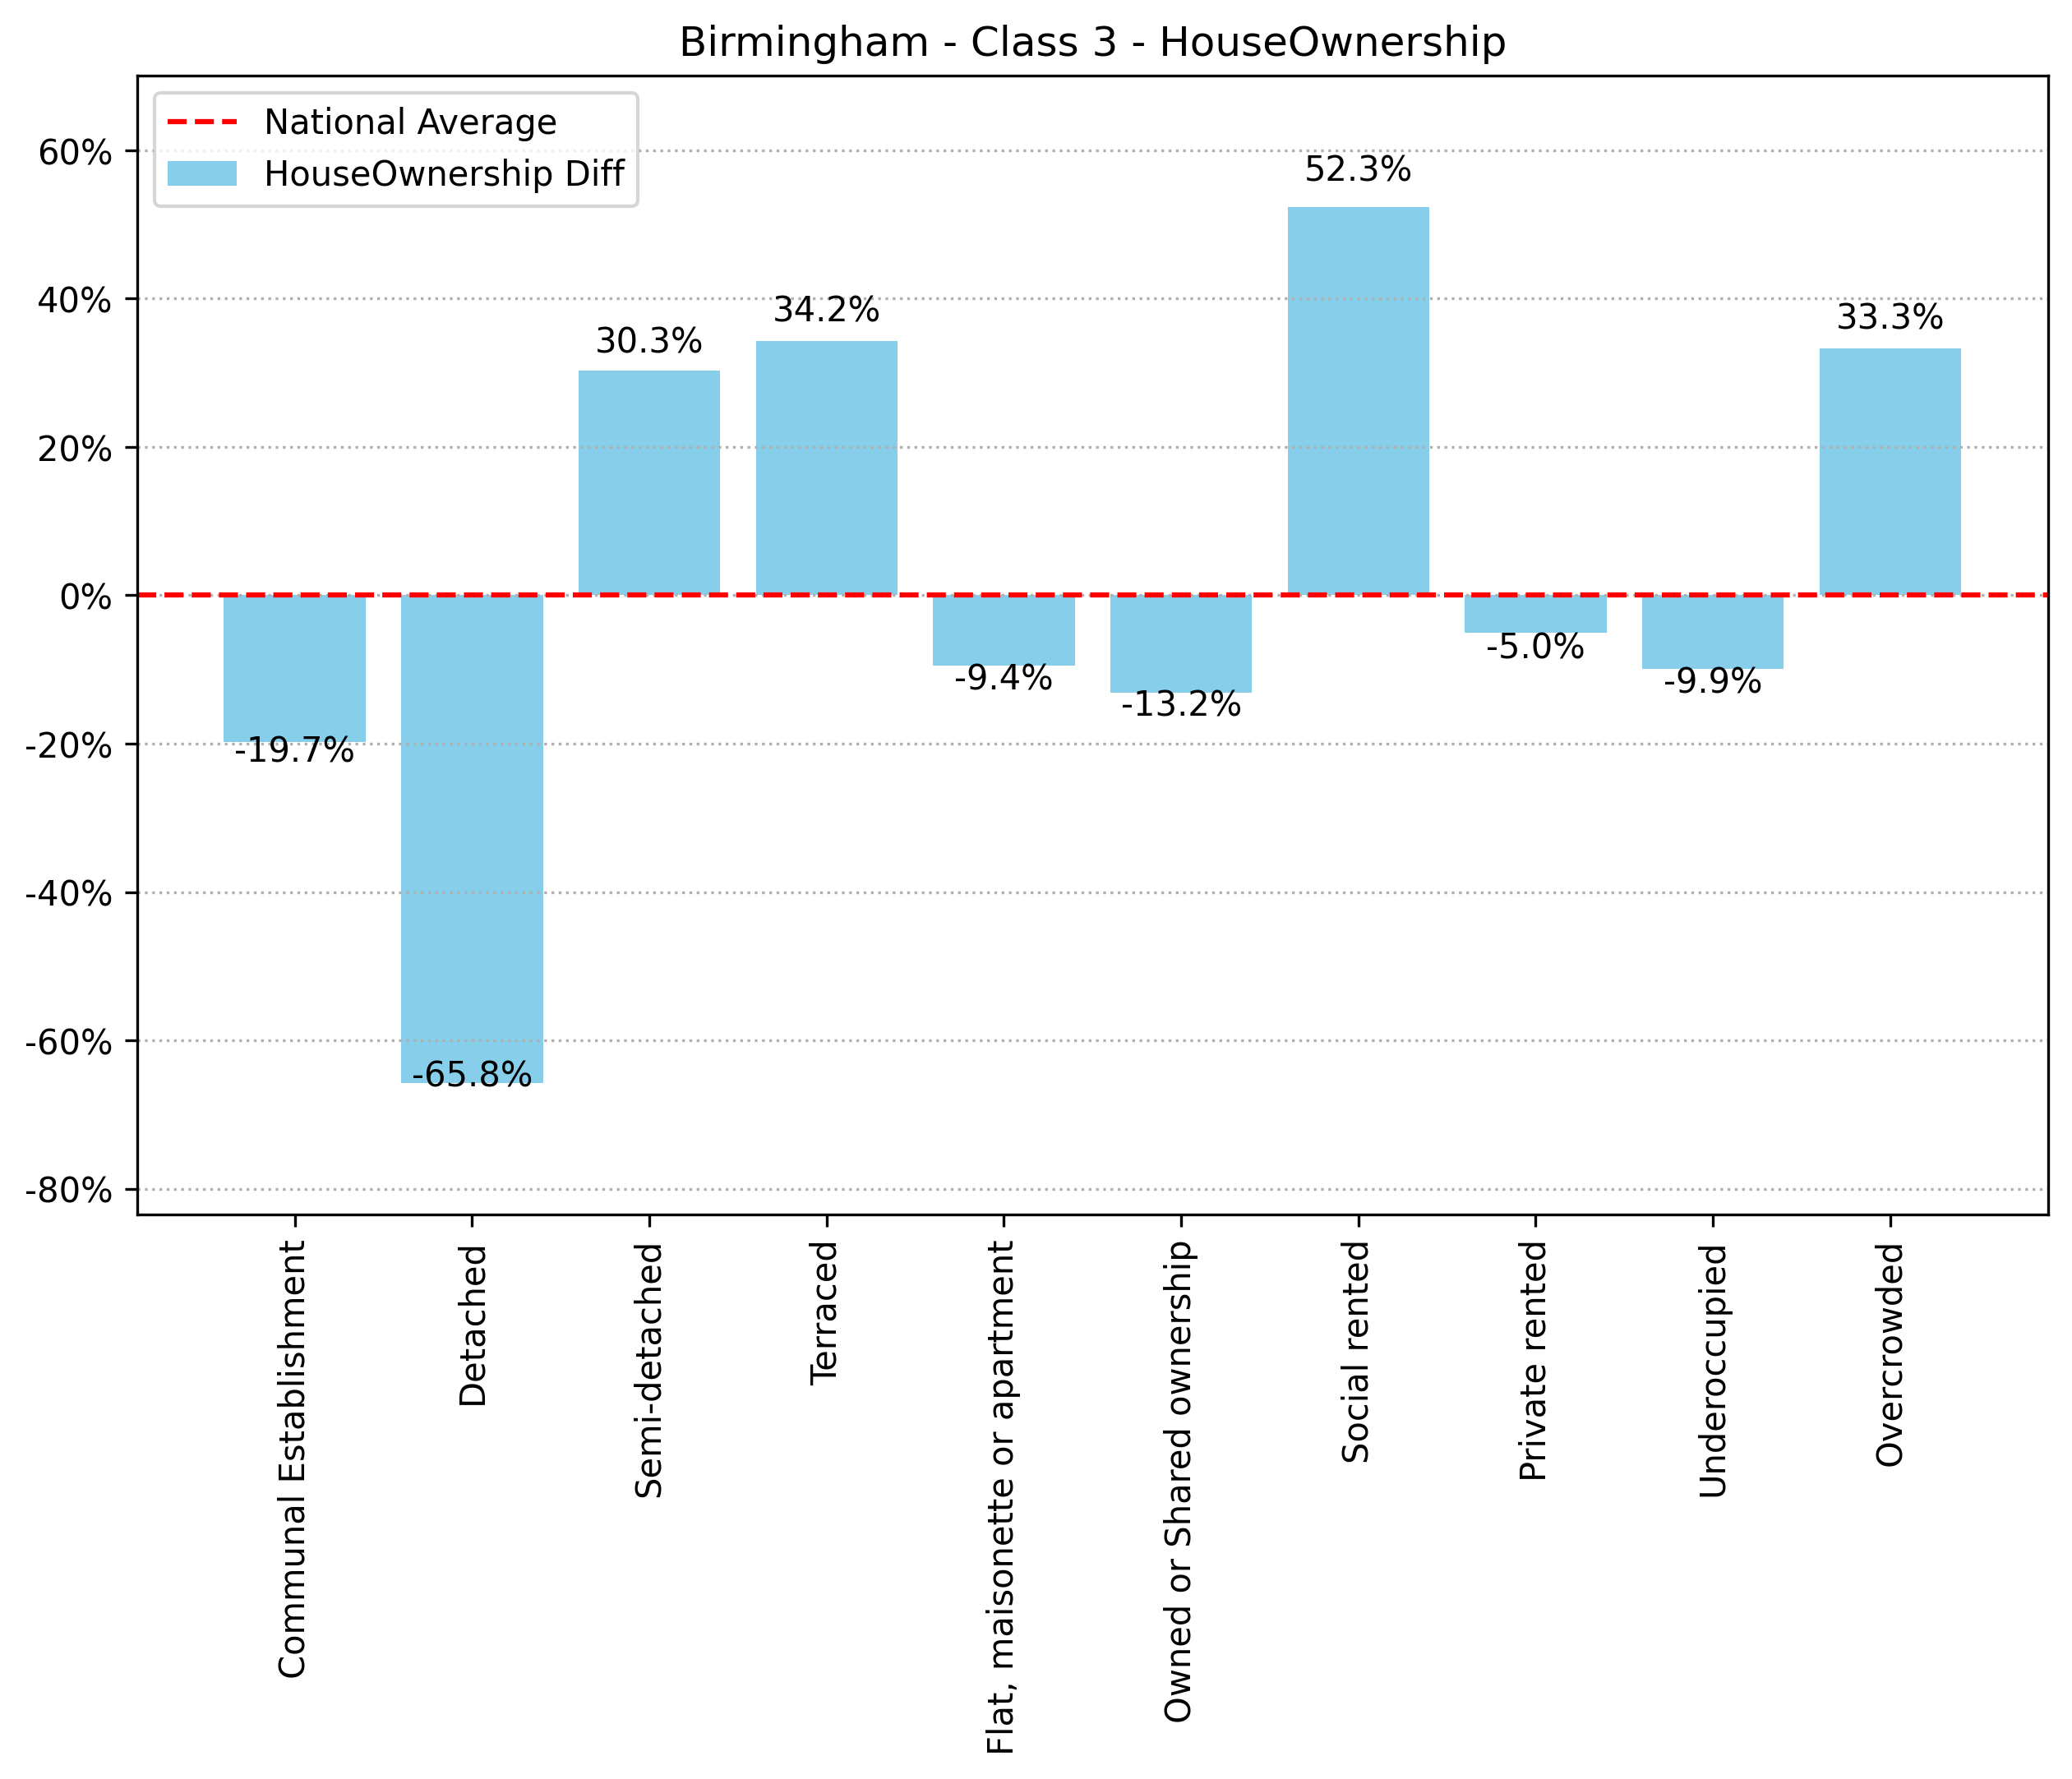 Birmingham - Class 3 - HouseOwnership
National Average
HouseOwnership Diff
60%
40%
20%
0%
-20%
-40%
-60%
-80%
-19.7%
-65.8%
30.3%
34.2%
-9.4%
-13.2%
52.3%
-5.0%
-9.9%
33.3%
Communal Establishment
Detached
Semi-detached
Terraced
Flat, maisonette or apartment
Owned or Shared ownership
Social rented
Private rented
Underoccupied
Overcrowded